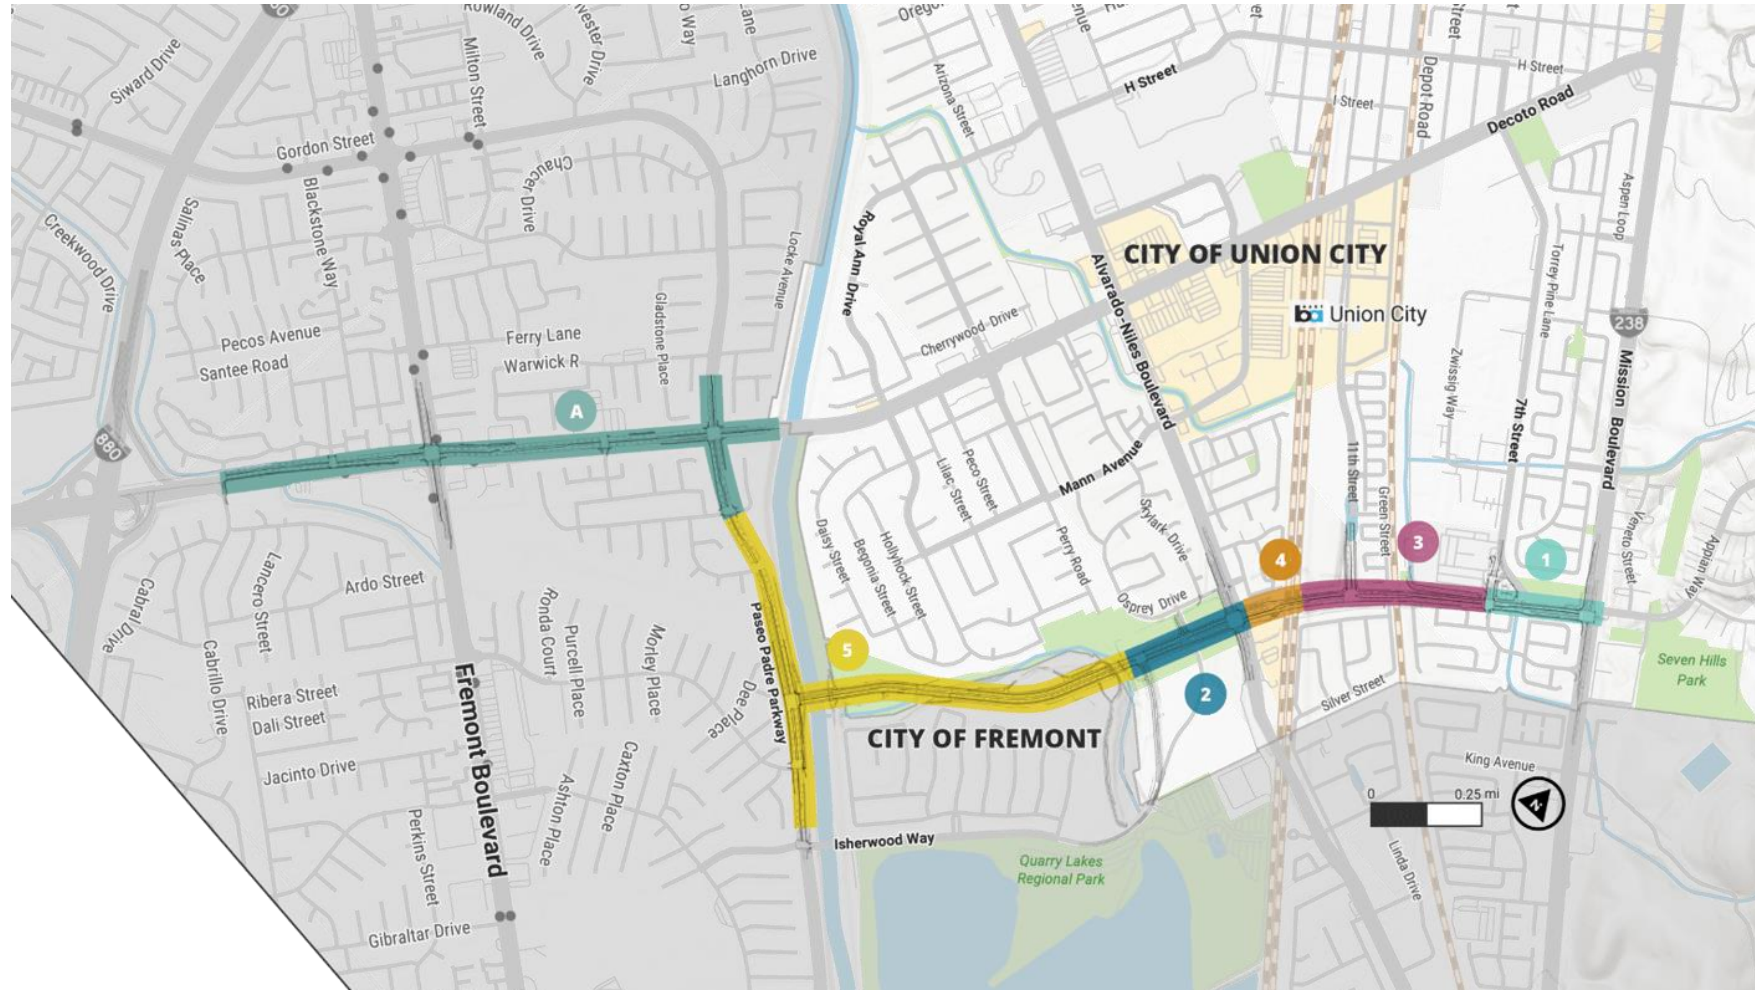 Rowland Drive
Lane
Siward Drive
Milton Street
Langhorn Drive
Arizona Street
H Street
I Street
Depot Road
H Street
Decoto Road
Gordon Street
Chaucer Drive
Blackstone Way
Salinas Place
Creekwood Drive
Locke Avenue
Royal Ann Drive
Aspen Loop
CITY OF UNION CITY
Alvarado-Niles Boulevard
Torrey Pine Lane
ba Union City
238
Pecos Avenue
Santee Road
Ferry Lane
Warwick R
Gladstone Place
Cherrywood Drive
Zwissig Way
Mission Boulevard
7th Street
A
880
Peco Street
Lilac Street
Mann Avenue
11th Street
Green Street
Skylark Drive
Veneto Street
Appian Way
Daisy Street
Hollyhock Street
Begonia Street
Perry Road
4
3
1
Osprey Drive
Lancero Street
Ardo Street
Cabral Drive
Ronda Court
Purcell Place
Morley Place
Paseo Padre Parkway
5
2
Seven Hills
Park
Silver Street
Cabrillo Drive
Ribera Street
Dali Street
Fremont Boulevard
Dee Place
CITY OF FREMONT
Jacinto Drive
Caxton Place
Ashton Place
King Avenue
0
0.25 mi
N
Perkins Street
Isherwood Way
Quarry Lakes
Regional Park
Linda Drive
Gibraltar Drive